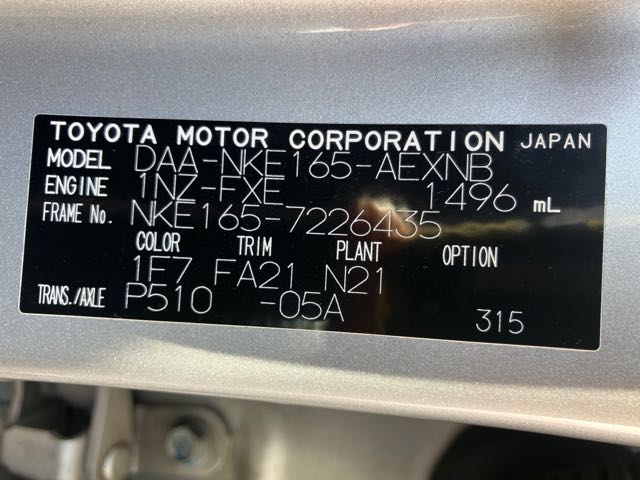 TOYOTA MOTOR CORPORATION JAPAN
MODEL DAA-NKE165-AEXNB
ENGINE 1NZ-FXE 1496 mL
FRAME No. NKE165-7226435
COLOR TRIM PLANT OPTION
1E7 FA21 N21
TRANS./AXLE P510 -05A 315